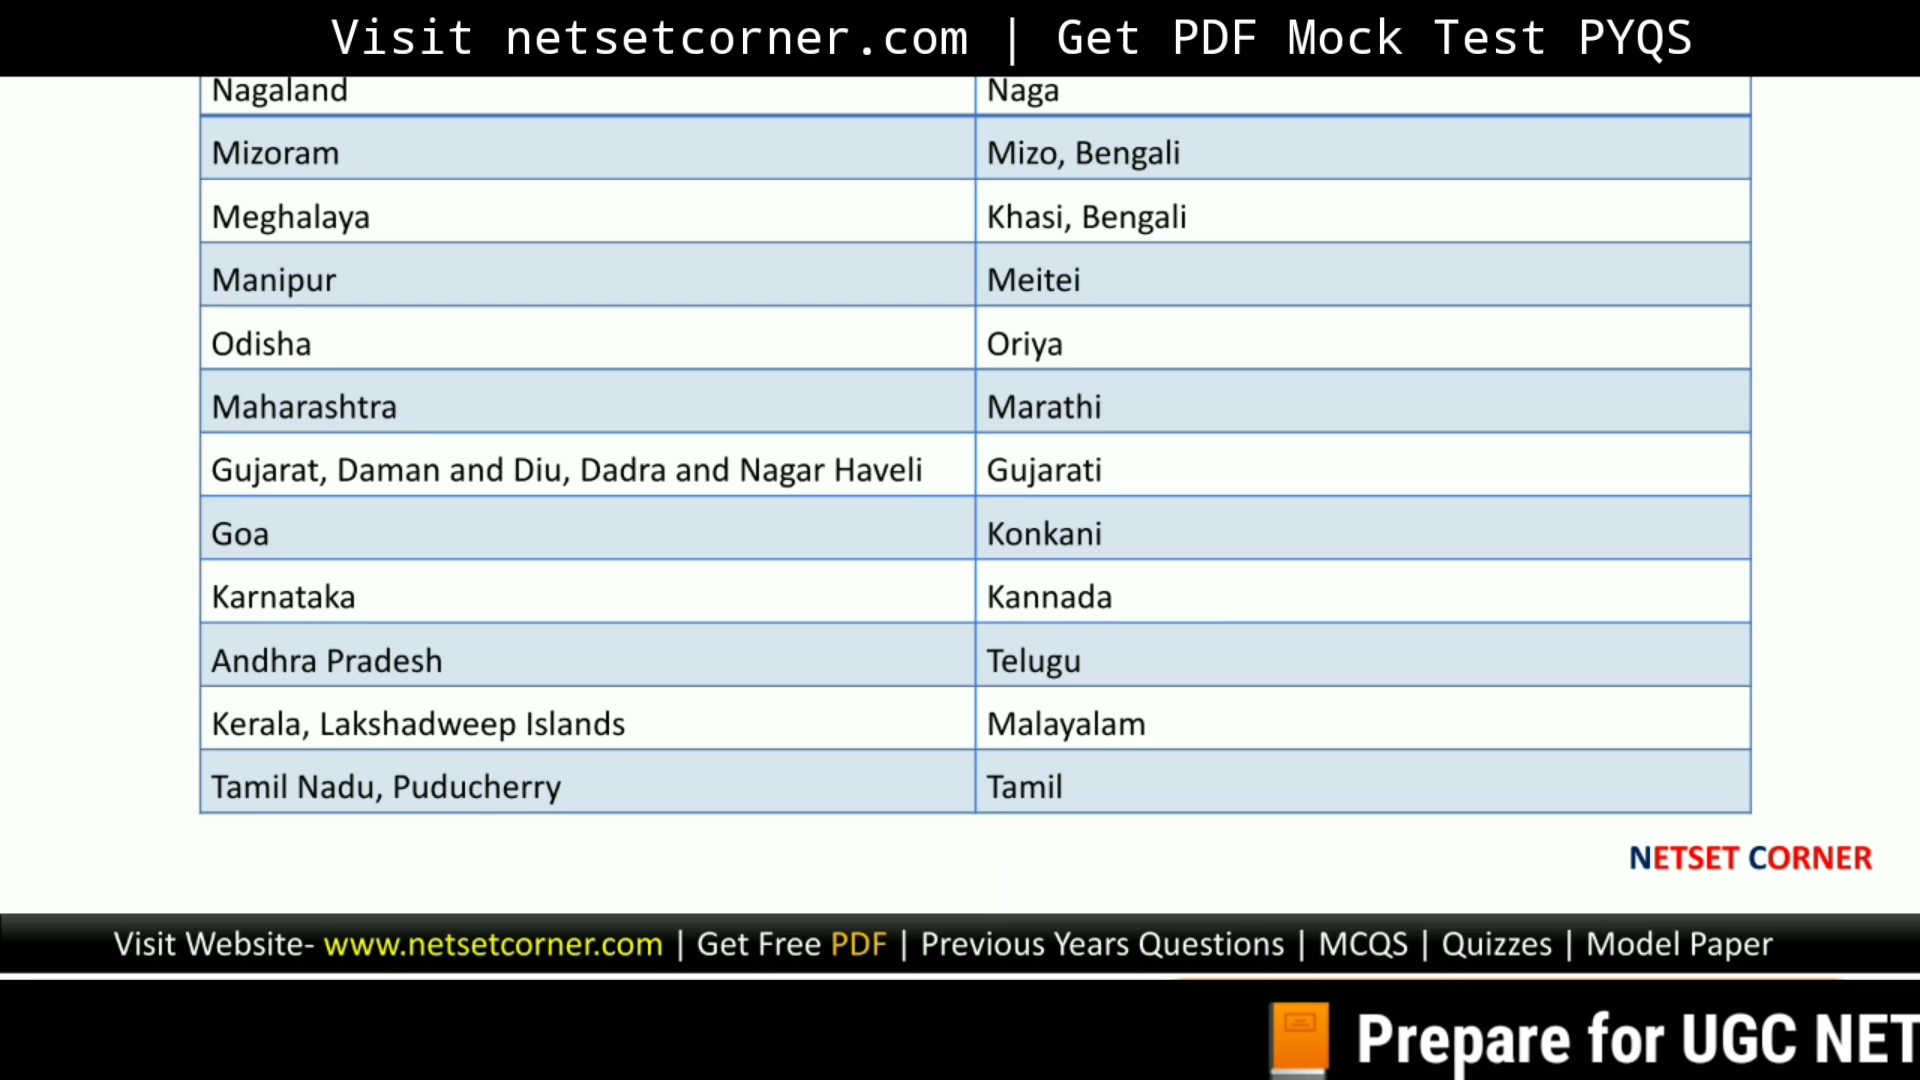 Visit netsetcorner.com | Get PDF Mock Test PYQS
Nagaland Naga
Mizoram Mizo, Bengali
Meghalaya Khasi, Bengali
Manipur Meitei
Odisha Oriya
Maharashtra Marathi
Gujarat, Daman and Diu, Dadra and Nagar Haveli Gujarati
Goa Konkani
Karnataka Kannada
Andhra Pradesh Telugu
Kerala, Lakshadweep Islands Malayalam
Tamil Nadu, Puducherry Tamil
NETSET CORNER
Visit Website- www.netsetcorner.com | Get Free PDF | Previous Years Questions | MCQS | Quizzes | Model Paper
Prepare for UGC NET